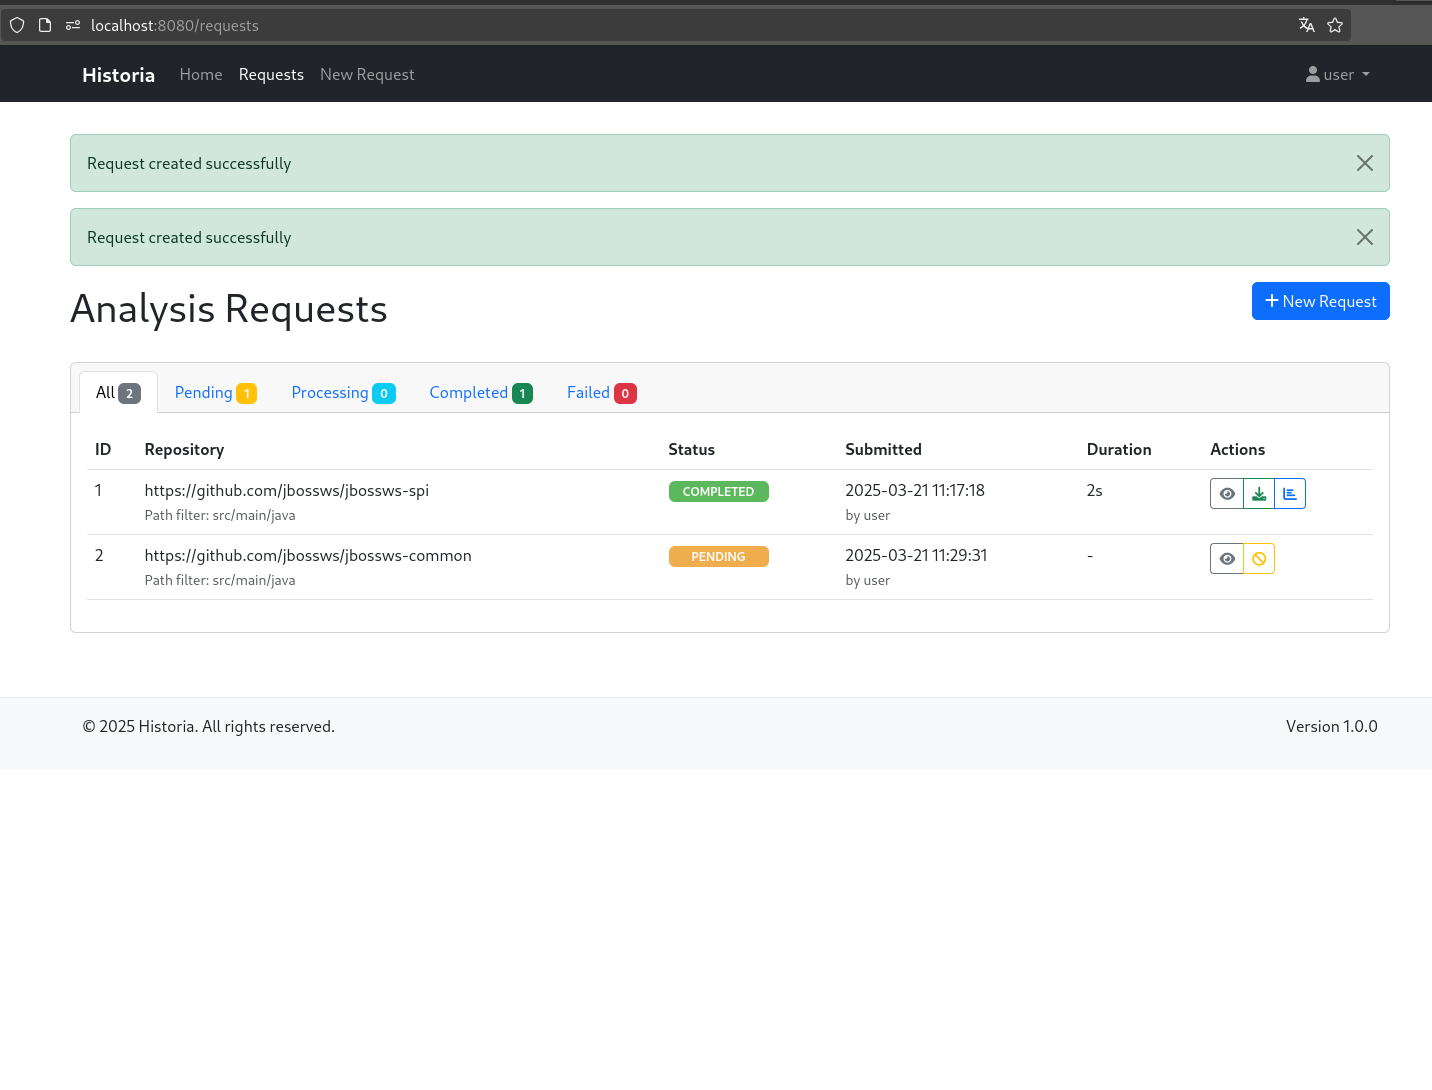 localhost:8080/requests
Historia Home Requests New Request user
Request created successfully
Request created successfully
Analysis Requests
New Request
All 2 Pending 1 Processing 0 Completed 1 Failed 0
ID Repository Status Submitted Duration Actions
1 https://github.com/jbossws/jbossws-spi COMPLETED 2025-03-21 11:17:18 2s
Path filter: src/main/java by user
2 https://github.com/jbossws/jbossws-common PENDING 2025-03-21 11:29:31 -
Path filter: src/main/java by user
© 2025 Historia. All rights reserved. Version 1.0.0